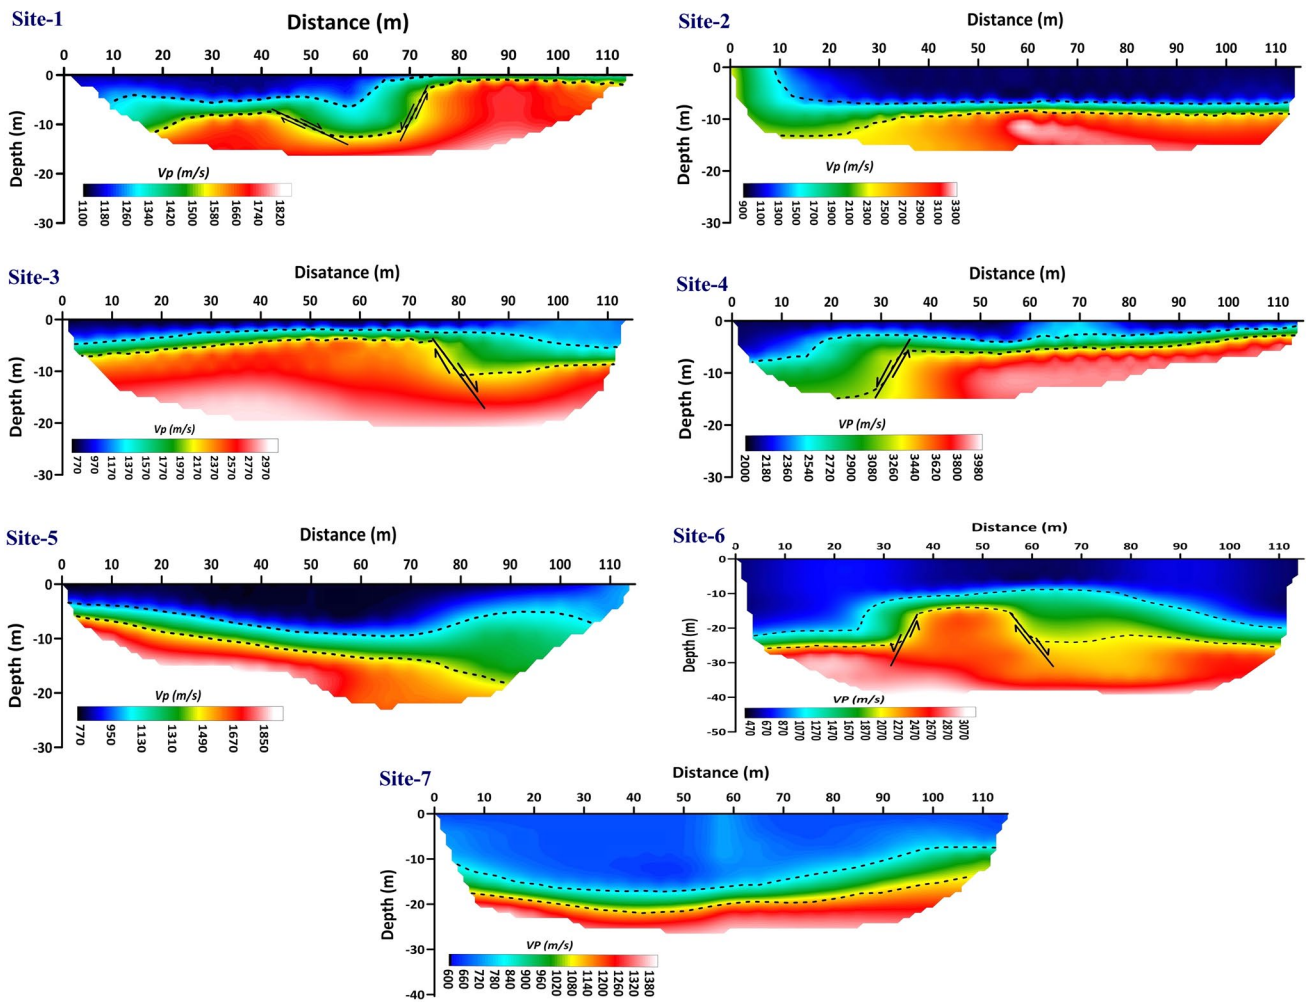 Site-1
Distance (m)
0 10 20 30 40 50 60 70 80 90 100 110
0
-10
-20
-30
Depth (m)
Vp (m/s)
1100 1180 1260 1340 1420 1500 1580 1660 1740 1820
Site-2
Distance (m)
0 10 20 30 40 50 60 70 80 90 100 110
0
-10
-20
-30
Depth (m)
Vp (m/s)
900 1100 1300 1500 1700 1900 2100 2300 2500 2700 2900 3100 3300
Site-3
Disatance (m)
0 10 20 30 40 50 60 70 80 90 100 110
0
-10
-20
-30
Depth (m)
Vp (m/s)
770 970 1170 1370 1570 1770 1970 2170 2370 2570 2770 2970
Site-4
Distance (m)
0 10 20 30 40 50 60 70 80 90 100 110
0
-10
-20
-30
Depth (m)
VP (m/s)
2000 2180 2360 2540 2720 2900 3080 3260 3440 3620 3800 3980
Site-5
Distance (m)
0 10 20 30 40 50 60 70 80 90 100 110
0
-10
-20
-30
Depth (m)
Vp (m/s)
770 950 1130 1310 1490 1670 1850
Site-6
Distance (m)
0 10 20 30 40 50 60 70 80 90 100 110
0
-10
-20
-30
-40
-50
Depth (m)
VP (m/s)
470 670 870 1070 1270 1470 1670 1870 2070 2270 2470 2670 2870 3070
Site-7
Distance (m)
0 10 20 30 40 50 60 70 80 90 100 110
0
-10
-20
-30
-40
Depth (m)
VP (m/s)
600 660 720 780 840 900 960 1020 1080 1140 1200 1260 1320 1380